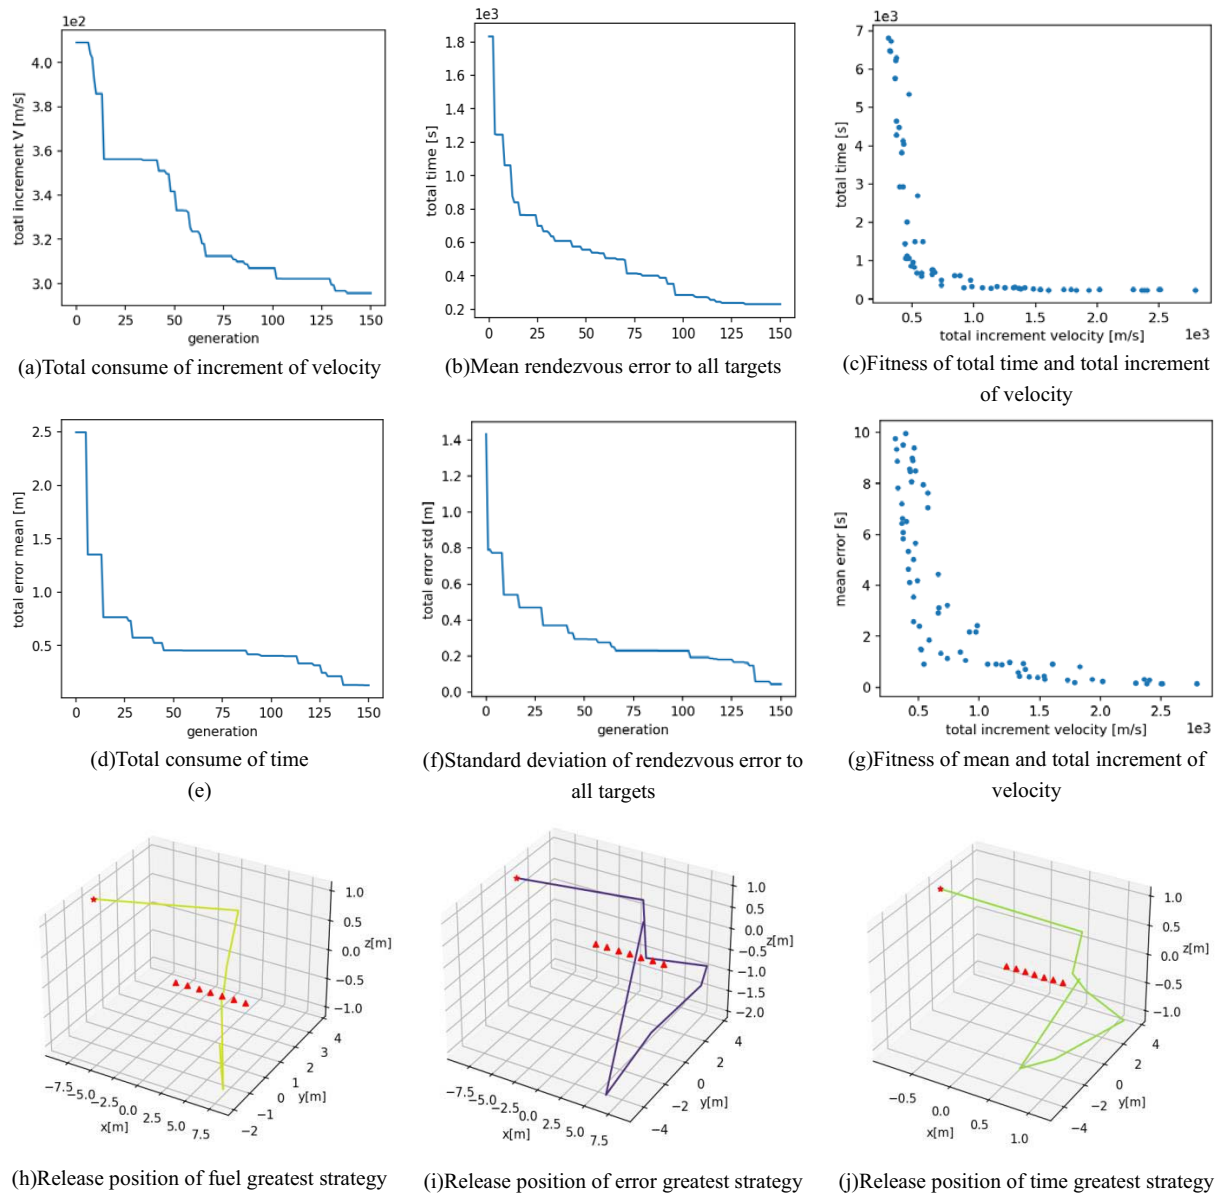 1e2
4.0
3.8
3.6
3.4
3.2
3.0
toatl increment V [m/s]
0 25 50 75 100 125 150
generation
(a)Total consume of increment of velocity
1e3
1.8
1.6
1.4
1.2
1.0
0.8
0.6
0.4
0.2
total time [s]
0 25 50 75 100 125 150
generation
(b)Mean rendezvous error to all targets
1e3
7
6
5
4
3
2
1
0
total time [s]
0.5 1.0 1.5 2.0 2.5
total increment velocity [m/s] 1e3
(c)Fitness of total time and total increment
of velocity
2.5
2.0
1.5
1.0
0.5
total error mean [m]
0 25 50 75 100 125 150
generation
(d)Total consume of time
(e)
1.4
1.2
1.0
0.8
0.6
0.4
0.2
0.0
total error std [m]
0 25 50 75 100 125 150
generation
(f)Standard deviation of rendezvous error to
all targets
10
8
6
4
2
0
mean error [s]
0.5 1.0 1.5 2.0 2.5
total increment velocity [m/s] 1e3
(g)Fitness of mean and total increment of
velocity
1.0
0.5
0.0
−0.5
−1.0
z[m]
4
3
2
1
0
−1
−2
y[m]
−7.5 −5.0 −2.5 0.0 2.5 5.0 7.5
x[m]
(h)Release position of fuel greatest strategy
1.0
0.5
0.0
−0.5
−1.0
−1.5
−2.0
z[m]
4
2
0
−2
−4
y[m]
−7.5 −5.0 −2.5 0.0 2.5 5.0 7.5
x[m]
(i)Release position of error greatest strategy
1.0
0.5
0.0
−0.5
−1.0
z[m]
4
2
0
−2
−4
y[m]
−0.5 0.0 0.5 1.0
x[m]
(j)Release position of time greatest strategy